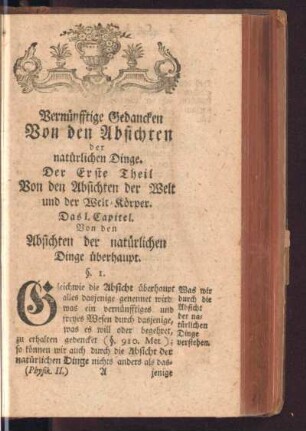 Vernünfftige Gedancken
Von den Absichten
der
natürlichen Dinge.
Der Erste Theil
Von den Absichten der Welt
und der Welt-Körper.
Das I. Capitel.
Von den
Absichten der natürlichen
Dinge überhaupt.
§. 1.
Gleichwie die Absicht überhaupt
alles dasjenige genennet wird
was ein vernünfftiges und
freyes Wesen durch dasjenige,
was es will oder begehret,
zu erhalten gedencket (§. 910. Met.);
so können wir auch durch die Absicht der
natürlichen Dinge nichts anders als das-
(Physik. II.) A jenige
Was wir
durch die
Absicht
der na-
türlichen
Dinge
verstehen.